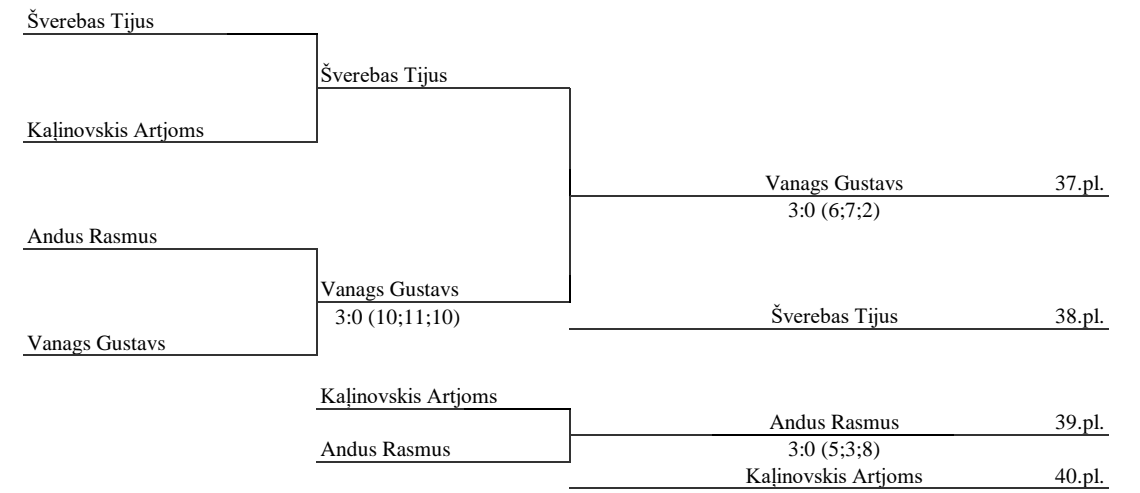 Šverebas Tijus
Šverebas Tijus
Kaļinovskis Artjoms
Vanags Gustavs 37.pl.
3:0 (6;7;2)
Andus Rasmus
Vanags Gustavs
3:0 (10;11;10)
Šverebas Tijus 38.pl.
Vanags Gustavs
Kaļinovskis Artjoms
Andus Rasmus 39.pl.
Andus Rasmus
3:0 (5;3;8)
Kaļinovskis Artjoms 40.pl.